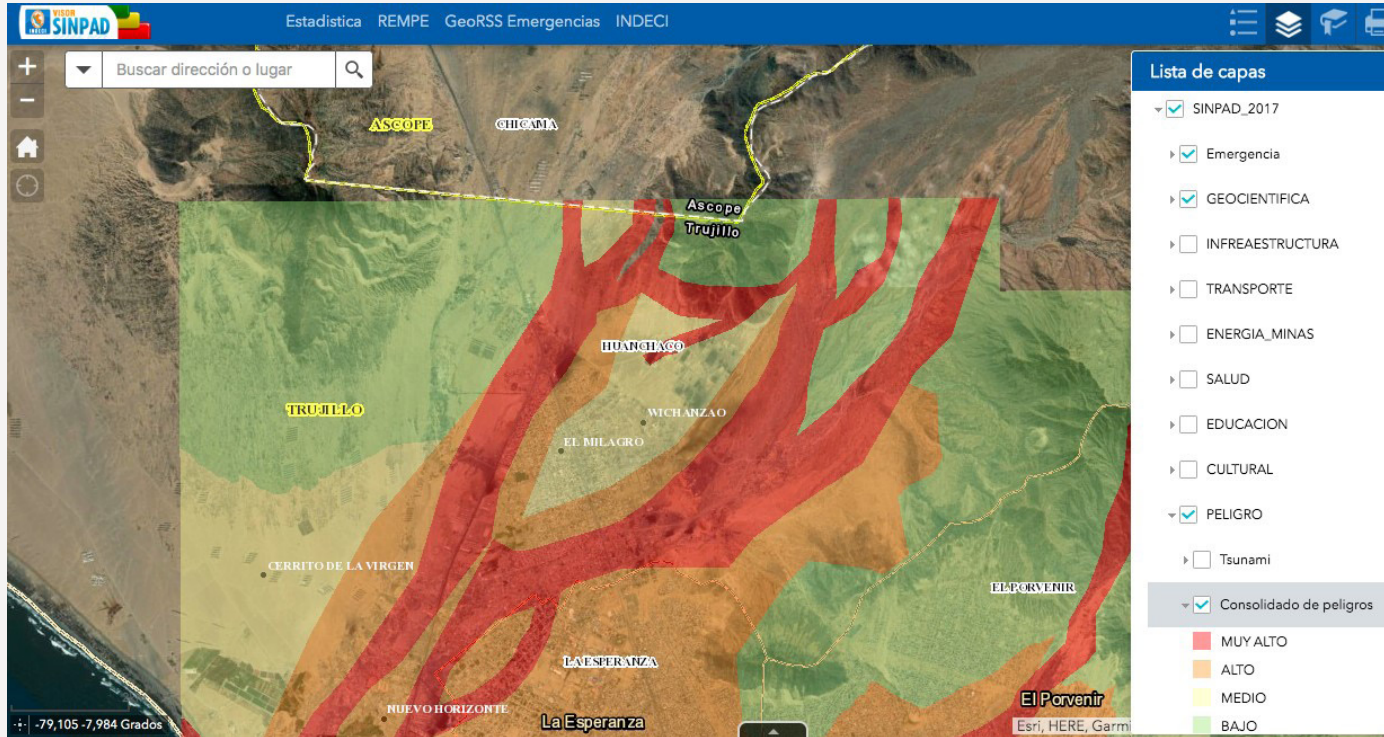 VISOR
SINPAD
INDECI
Estadistica REMPE GeoRSS Emergencias INDECI
Buscar dirección o lugar
Lista de capas
SINPAD_2017
Emergencia
GEOCIENTIFICA
INFREAESTRUCTURA
TRANSPORTE
ENERGIA_MINAS
SALUD
EDUCACION
CULTURAL
PELIGRO
Tsunami
Consolidado de peligros
MUY ALTO
ALTO
MEDIO
BAJO
ASCOPE
CHICAMA
Ascope
Trujillo
HUANCHACO
TRUJILLO
WICHANZAO
EL MILAGRO
CERRITO DE LA VIRGEN
EL PORVENIR
LA ESPERANZA
NUEVO HORIZONTE
El Porvenir
La Esperanza
-79,105 -7,984 Grados
Esri, HERE, Garmi